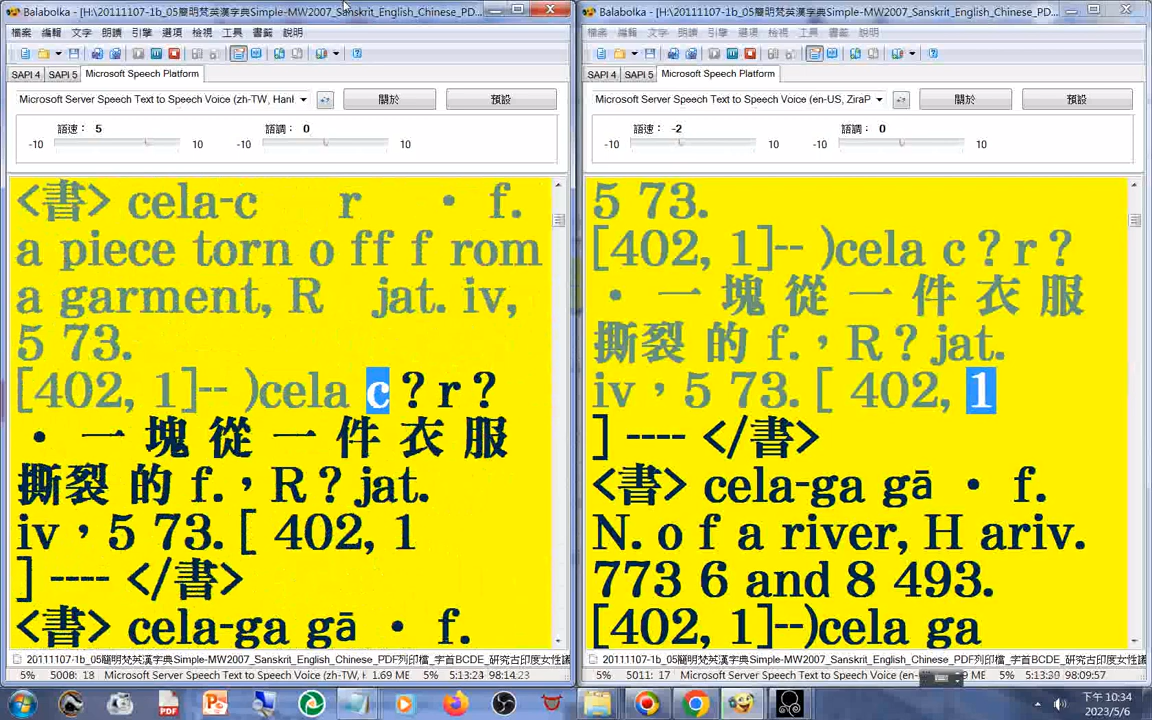 Balabolka - [H:\20111107-1b_05簡明梵英漢字典Simple-MW2007_Sanskrit_English_Chinese_PD...
檔案 編輯 文字 朗讀 引擎 選項 檢視 工具 書籤 說明
SAPI 4 SAPI 5 Microsoft Speech Platform
Microsoft Server Speech Text to Speech Voice (zh-TW, HanH
關於 預設
語速： 5 語調： 0
-10 10 -10 10
<書> cela-c r • f.
a piece torn o ff f rom
a garment, R jat. iv,
5 73.
[402, 1]-- )cela c？r？
• 一 塊 從 一 件 衣 服
撕裂 的 f.，R？jat.
iv，5 73. [ 402, 1
] ---- </書>
<書> cela-ga gā • f.
20111107-1b_05簡明梵英漢字典Simple-MW2007_Sanskrit_English_Chinese_PDF列印檔_字首BCDE_研究古印度女性議
5% 5008: 18 Microsoft Server Speech Text to Speech Voice (zh-TW, H 1.69 ME 5% 5:13:24 98:14:23
Balabolka - [H:\20111107-1b_05簡明梵英漢字典Simple-MW2007_Sanskrit_English_Chinese_PD...
檔案 編輯 文字 朗讀 引擎 選項 檢視 工具 書籤 說明
SAPI 4 SAPI 5 Microsoft Speech Platform
Microsoft Server Speech Text to Speech Voice (en-US, ZiraP
關於 預設
語速： -2 語調： 0
-10 10 -10 10
5 73.
[402, 1]-- )cela c？r？
• 一 塊 從 一 件 衣 服
撕裂 的 f.，R？jat.
iv，5 73. [ 402, 1
] ---- </書>
<書> cela-ga gā • f.
N. o f a river, H ariv.
773 6 and 8 493.
[402, 1]--)cela ga
20111107-1b_05簡明梵英漢字典Simple-MW2007_Sanskrit_English_Chinese_PDF列印檔_字首BCDE_研究古印度女性議
5% 5011: 17 Microsoft Server Speech Text to Speech Voice (en-US ME 5% 5:13:39 98:09:57
PDF
下午 10:34
2023/5/6